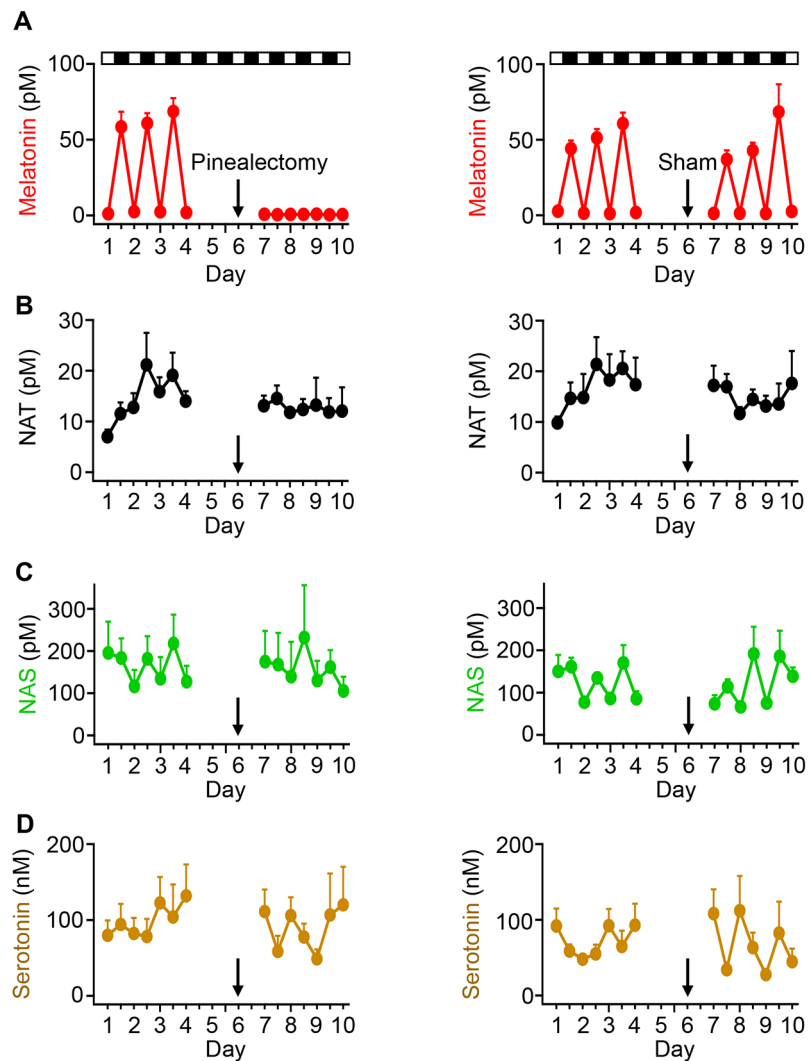 A
Melatonin (pM)
100
50
0
Pinealectomy
1 2 3 4 5 6 7 8 9 10
Day
Melatonin (pM)
100
50
0
Sham
1 2 3 4 5 6 7 8 9 10
Day
B
NAT (pM)
30
20
10
0
1 2 3 4 5 6 7 8 9 10
Day
NAT (pM)
30
20
10
0
1 2 3 4 5 6 7 8 9 10
Day
C
NAS (pM)
300
200
100
0
1 2 3 4 5 6 7 8 9 10
Day
NAS (pM)
300
200
100
0
1 2 3 4 5 6 7 8 9 10
Day
D
Serotonin (nM)
200
100
0
1 2 3 4 5 6 7 8 9 10
Day
Serotonin (nM)
200
100
0
1 2 3 4 5 6 7 8 9 10
Day